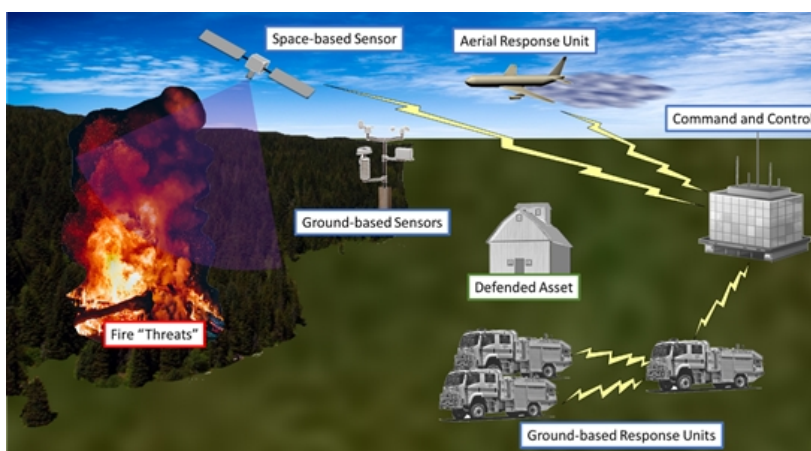 Space-based Sensor
Aerial Response Unit
Command and Control
Ground-based Sensors
Defended Asset
Fire “Threats”
Ground-based Response Units